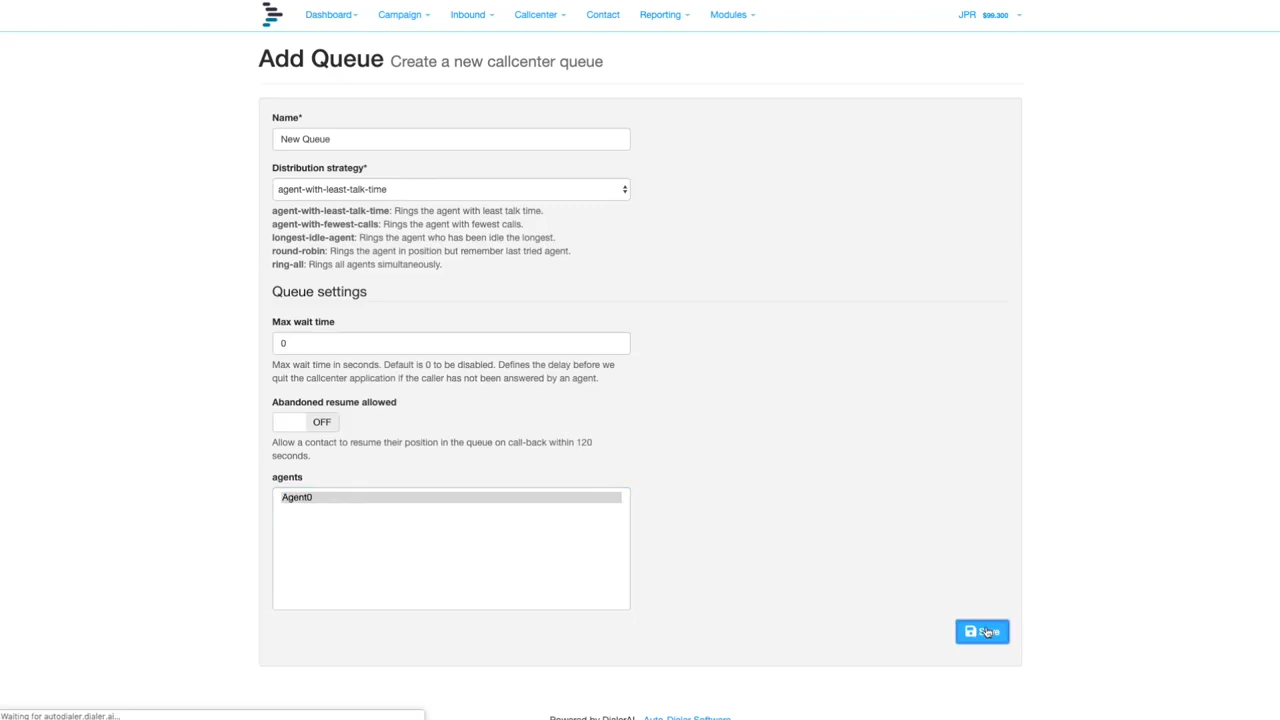 Dashboard Campaign Inbound Callcenter Contact Reporting Modules JPR $99.300
Add Queue Create a new callcenter queue
Name*
New Queue
Distribution strategy*
agent-with-least-talk-time
agent-with-least-talk-time: Rings the agent with least talk time.
agent-with-fewest-calls: Rings the agent with fewest calls.
longest-idle-agent: Rings the agent who has been idle the longest.
round-robin: Rings the agent in position but remember last tried agent.
ring-all: Rings all agents simultaneously.
Queue settings
Max wait time
0
Max wait time in seconds. Default is 0 to be disabled. Defines the delay before we
quit the callcenter application if the caller has not been answered by an agent.
Abandoned resume allowed
OFF
Allow a contact to resume their position in the queue on call-back within 120
seconds.
agents
Agent0
Save
Waiting for autodialer.dialer.ai...
Powered by DialerAI Auto-Dialer Software